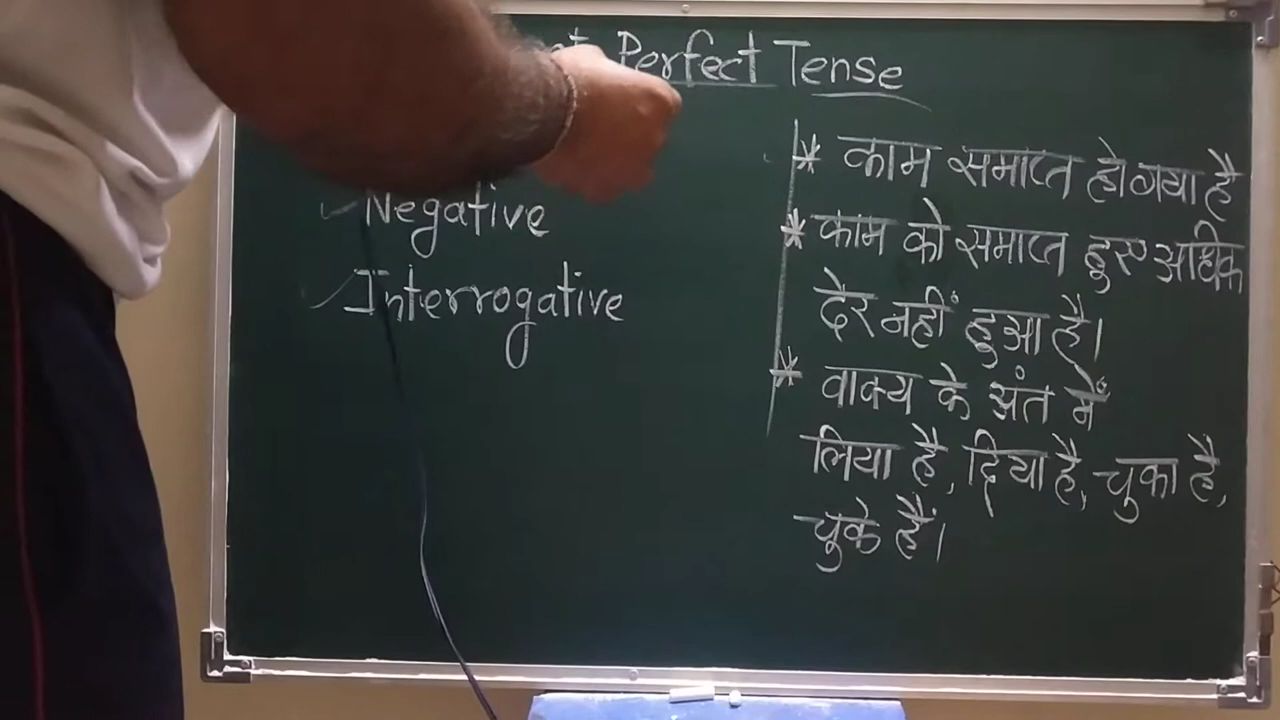 Perfect Tense
Negative
Interrogative
* काम समाप्त हो गया है
* काम को समाप्त हुए अधिक
देर नहीं हुआ है।
* वाक्य के अंत में
लिया है, दिया है, चुका है,
चुके हैं।